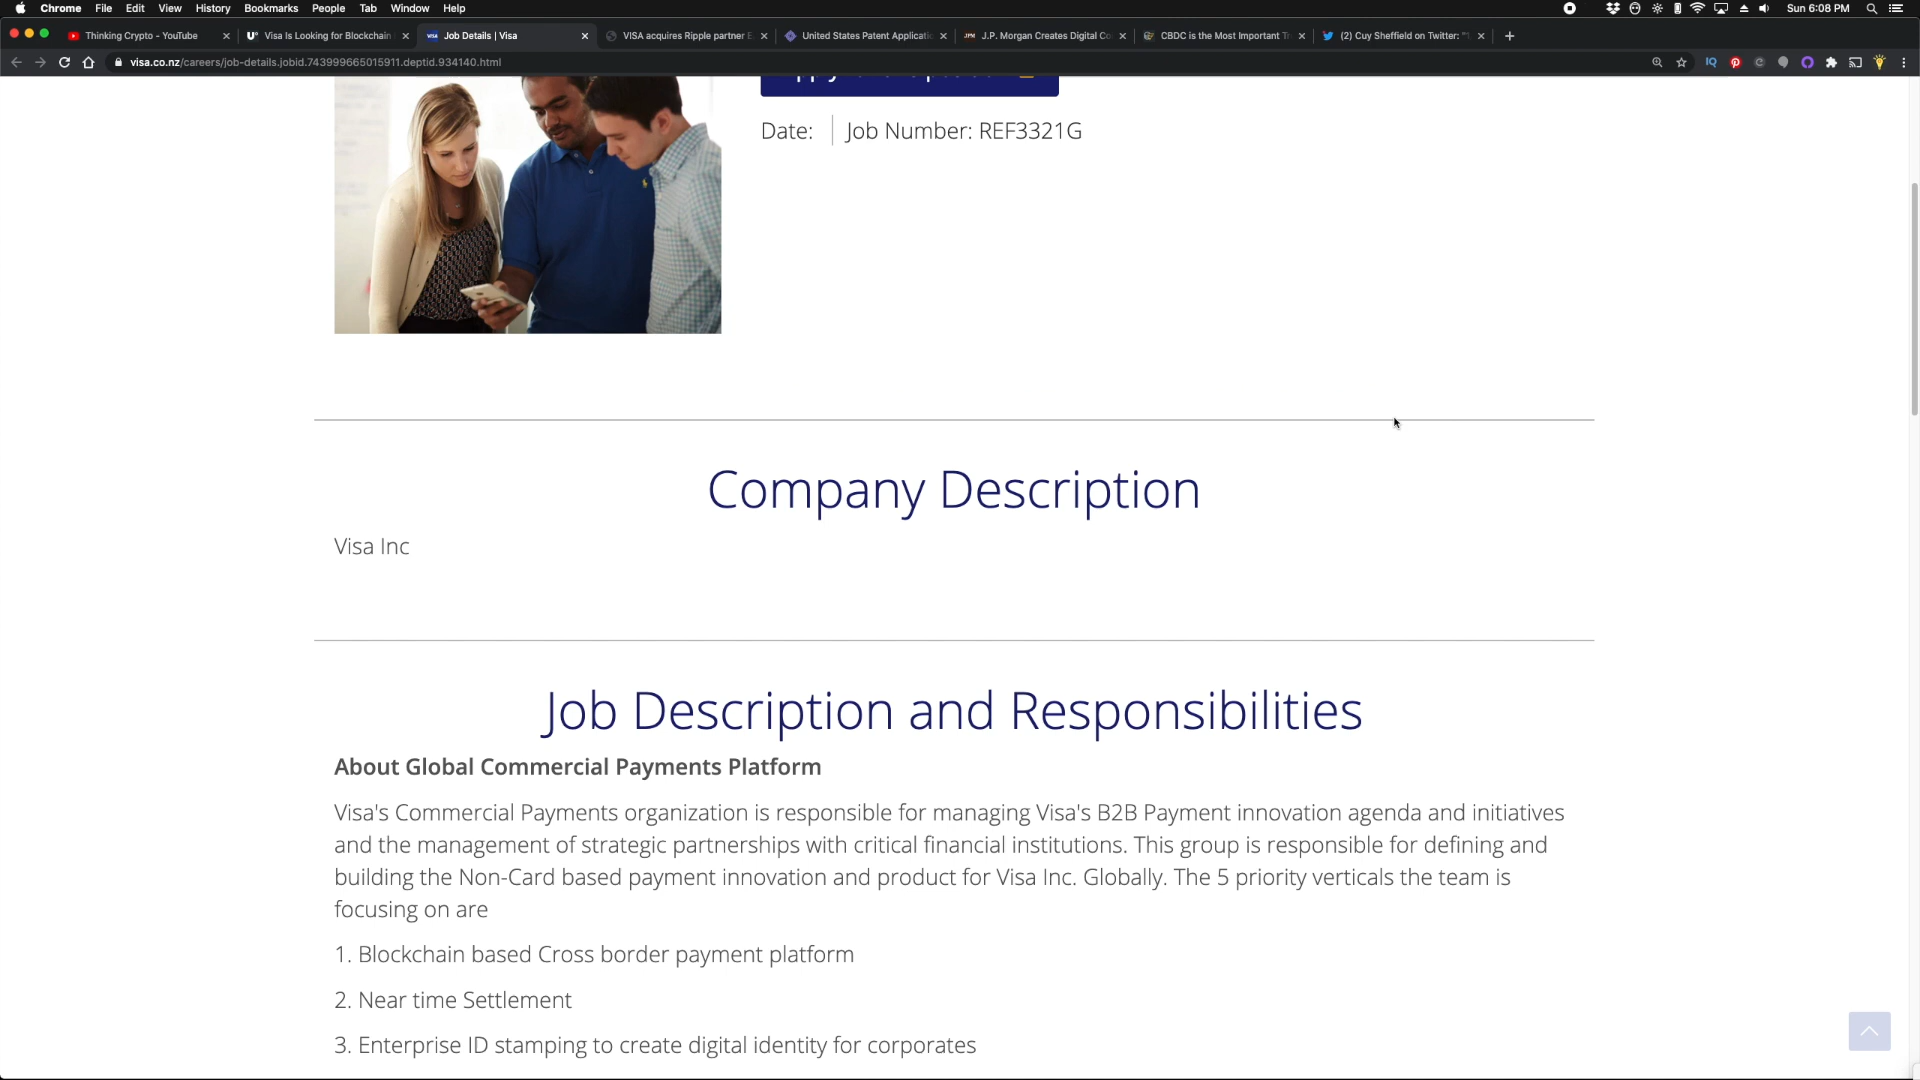 Chrome File Edit View History Bookmarks People Tab Window Help Sun 6:08 PM
Thinking Crypto - YouTube Visa Is Looking for Blockchain VISA Job Details | Visa VISA acquires Ripple partner E United States Patent Applicatic J.P. Morgan Creates Digital Co CBDC is the Most Important T (2) Cuy Sheffield on Twitter: "
visa.co.nz/careers/job-details.jobid.743999665015911.deptid.934140.html IQ
Date: Job Number: REF3321G
Company Description
Visa Inc
Job Description and Responsibilities
About Global Commercial Payments Platform
Visa's Commercial Payments organization is responsible for managing Visa's B2B Payment innovation agenda and initiatives
and the management of strategic partnerships with critical financial institutions. This group is responsible for defining and
building the Non-Card based payment innovation and product for Visa Inc. Globally. The 5 priority verticals the team is
focusing on are
1. Blockchain based Cross border payment platform
2. Near time Settlement
3. Enterprise ID stamping to create digital identity for corporates